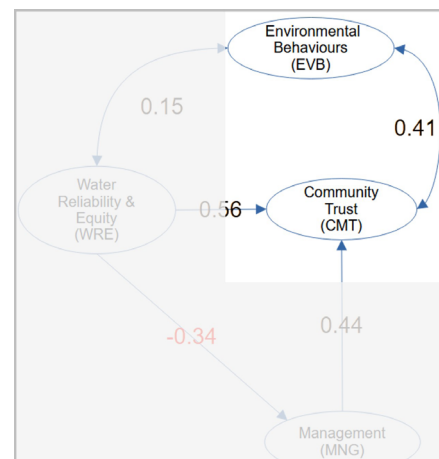 Environmental
Behaviours
(EVB)
0.15
0.41
Water
Reliability &
Equity
(WRE)
0.56
Community
Trust
(CMT)
0.44
-0.34
Management
(MNG)